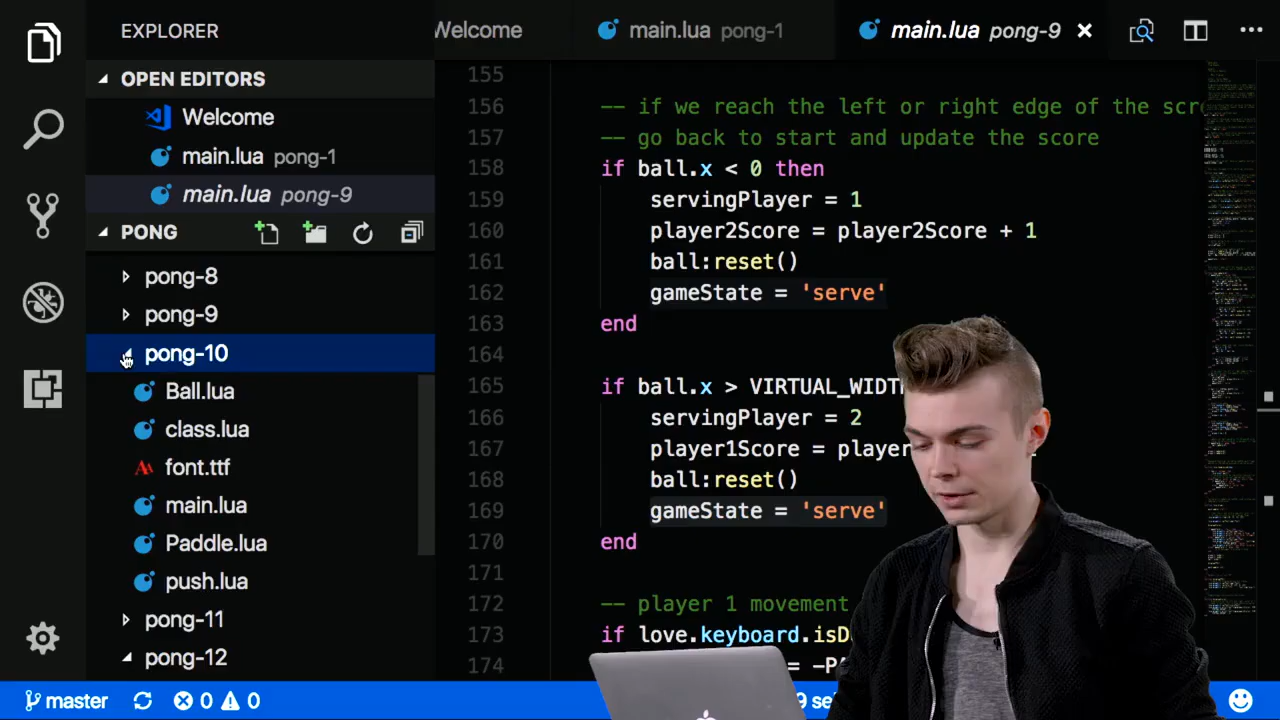 EXPLORER
OPEN EDITORS
Welcome
main.lua pong-1
main.lua pong-9
PONG
pong-8
pong-9
pong-10
Ball.lua
class.lua
font.ttf
main.lua
Paddle.lua
push.lua
pong-11
pong-12
Welcome
main.lua pong-1
main.lua pong-9
155
156 -- if we reach the left or right edge of the scre
157 -- go back to start and update the score
158 if ball.x < 0 then
159 servingPlayer = 1
160 player2Score = player2Score + 1
161 ball:reset()
162 gameState = 'serve'
163 end
164
165 if ball.x > VIRTUAL_WIDTH
166 servingPlayer = 2
167 player1Score = player
168 ball:reset()
169 gameState = 'serve'
170 end
171
172 -- player 1 movement
173 if love.keyboard.isDo
174 = -PA
master
0
0
9 se